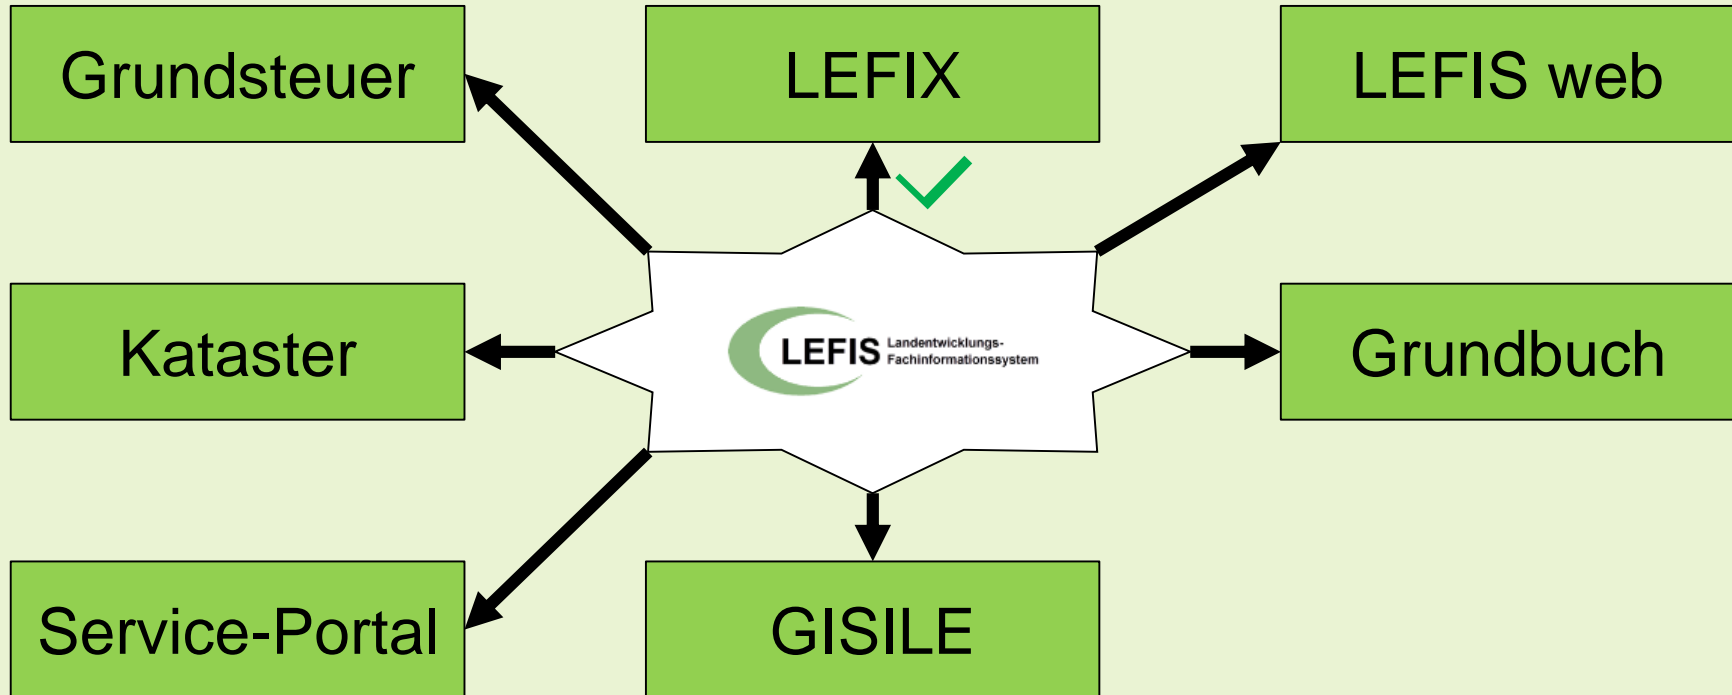 Grundsteuer
LEFIX
LEFIS web
Kataster
LEFIS
Landentwicklungs-
Fachinformationssystem
Grundbuch
Service-Portal
GISILE